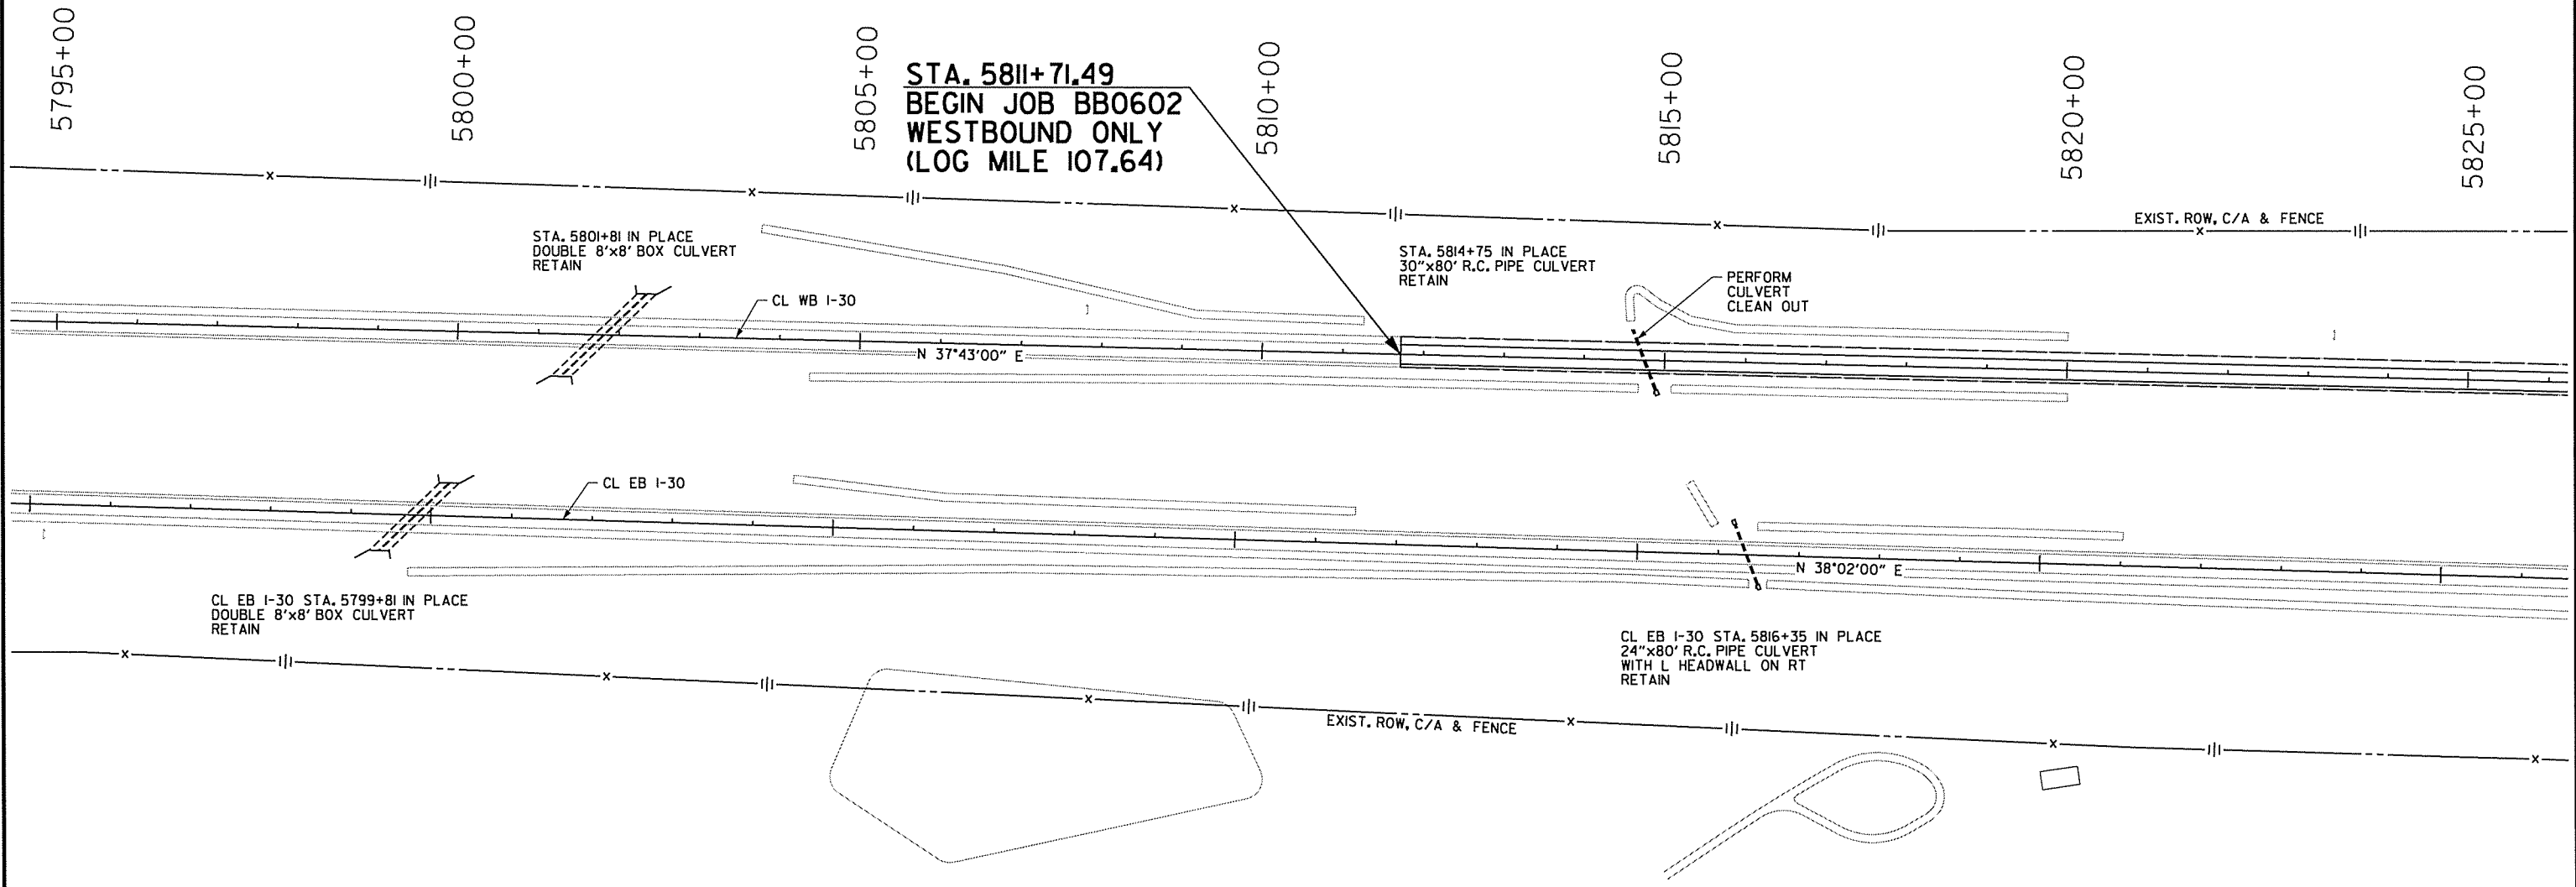 5795+00
5800+00
5805+00
5810+00
5815+00
5820+00
5825+00
STA. 5811+71.49
BEGIN JOB BB0602
WESTBOUND ONLY
(LOG MILE 107.64)
EXIST. ROW, C/A & FENCE
STA. 5801+81 IN PLACE
DOUBLE 8'x8' BOX CULVERT
RETAIN
STA. 5814+75 IN PLACE
30"x80' R.C. PIPE CULVERT
RETAIN
PERFORM
CULVERT
CLEAN OUT
CL WB I-30
N 37°43'00" E
CL EB I-30
N 38°02'00" E
CL EB I-30 STA. 5799+81 IN PLACE
DOUBLE 8'x8' BOX CULVERT
RETAIN
CL EB I-30 STA. 5816+35 IN PLACE
24"x80' R.C. PIPE CULVERT
WITH L HEADWALL ON RT
RETAIN
EXIST. ROW, C/A & FENCE